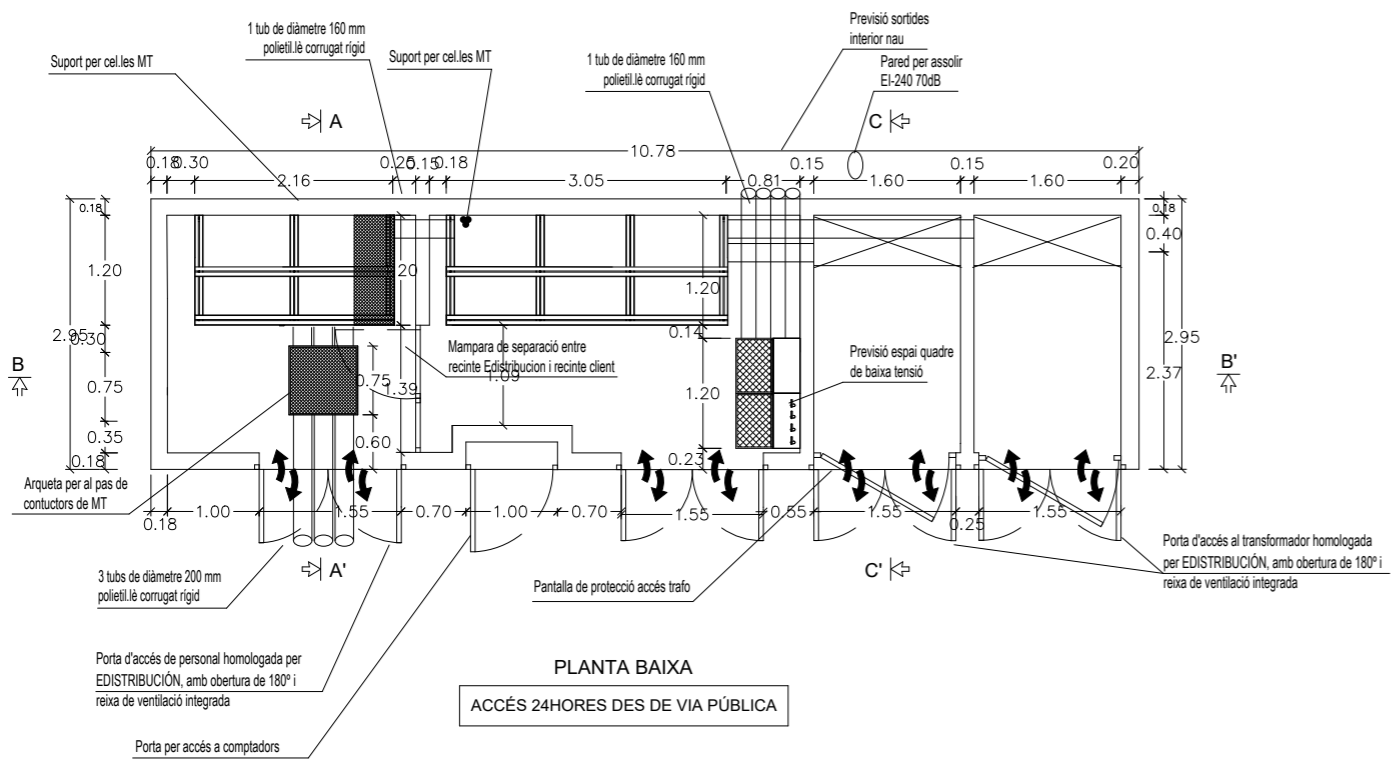 1 tub de diàmetre 160 mm
polietil.lè corrugat rígid
Suport per cel.les MT
Suport per cel.les MT
1 tub de diàmetre 160 mm
polietil.lè corrugat rígid
Previsió sortides
interior nau
Pared per assolir
EI-240 70dB
A
C
10.78
0.18
0.30
2.16
0.25
0.15
0.18
3.05
0.81
0.15
1.60
0.15
1.60
0.20
2.95
0.18
1.20
0.30
0.75
0.35
0.18
1.20
0.14
1.20
0.23
0.18
0.40
2.37
2.95
B
B'
Mampara de separació entre
recinte Edistribucion i recinte client
1.09
0.75
1.39
0.60
Previsió espai quadre
de baixa tensió
Arqueta per al pas de
contuctors de MT
0.18
1.00
1.55
0.70
1.00
0.70
1.55
0.55
1.55
0.25
1.55
A'
C'
3 tubs de diàmetre 200 mm
polietil.lè corrugat rígid
Pantalla de protecció accés trafo
Porta d'accés al transformador homologada
per EDISTRIBUCIÓN, amb obertura de 180º i
reixa de ventilació integrada
Porta d'accés de personal homologada per
EDISTRIBUCIÓN, amb obertura de 180º i
reixa de ventilació integrada
Porta per accés a comptadors
PLANTA BAIXA
ACCÉS 24HORES DES DE VIA PÚBLICA